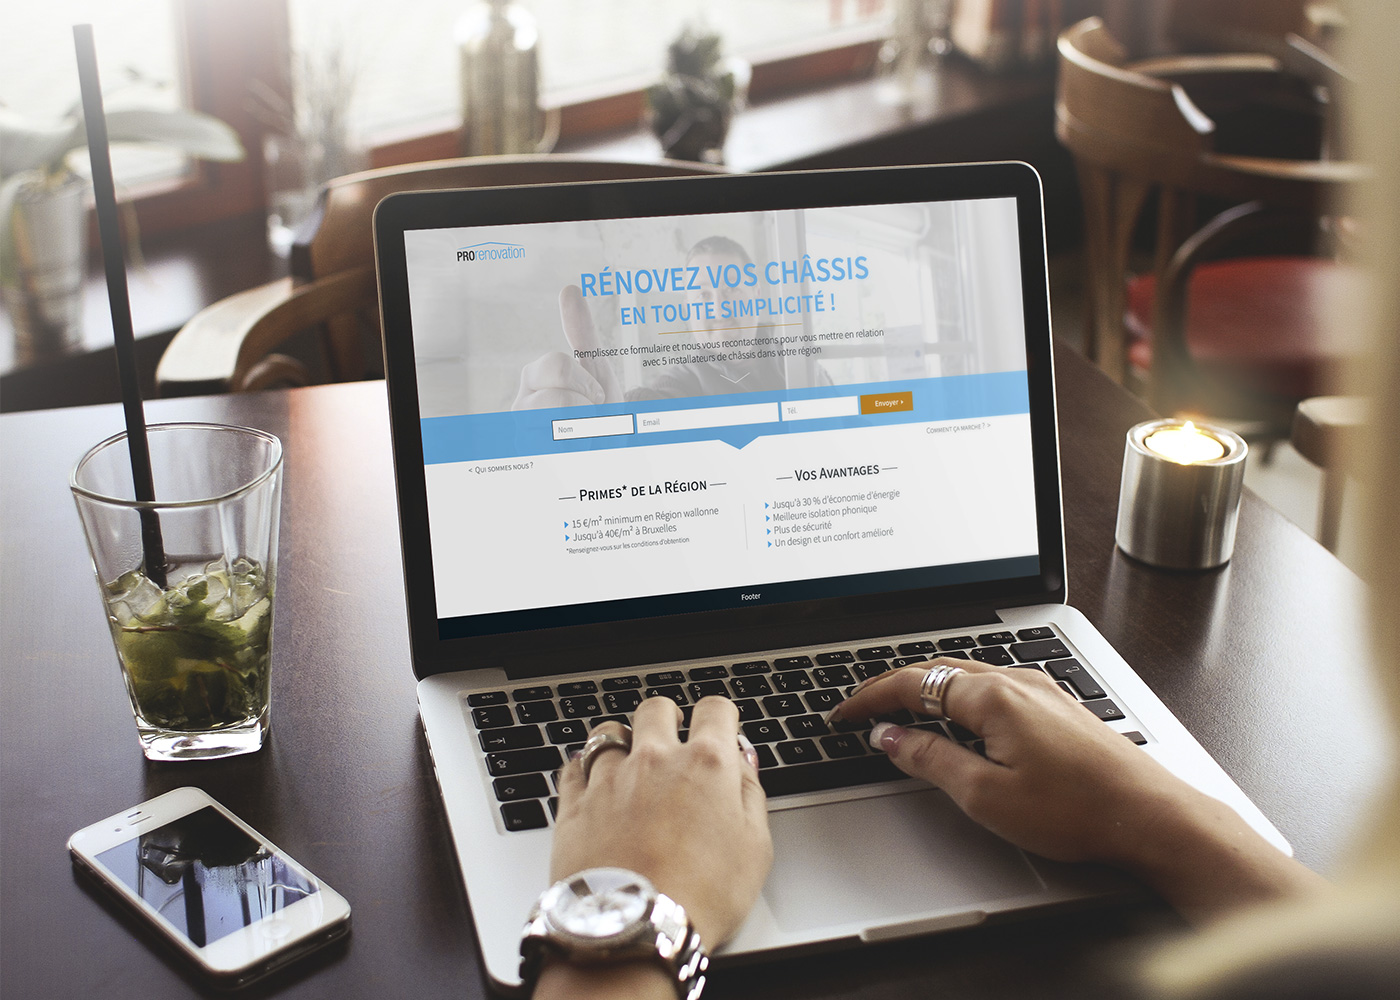 PROrenovation
RÉNOVEZ VOS CHÂSSIS
EN TOUTE SIMPLICITÉ !
Remplissez ce formulaire et nous vous recontacterons pour vous mettre en relation
avec 5 installateurs de châssis dans votre région
Nom
Email
Tél.
Envoyer >
< QUI SOMMES NOUS ?
COMMENT ÇA MARCHE ? >
PRIMES* DE LA RÉGION
15 €/m² minimum en Région wallonne
Jusqu'à 40€/m² à Bruxelles
*Renseignez-vous sur les conditions d'obtention
VOS AVANTAGES
Jusqu'à 30 % d'économie d'énergie
Meilleure isolation phonique
Plus de sécurité
Un design et un confort amélioré
Footer
Q
Z
U
G
H
B
N